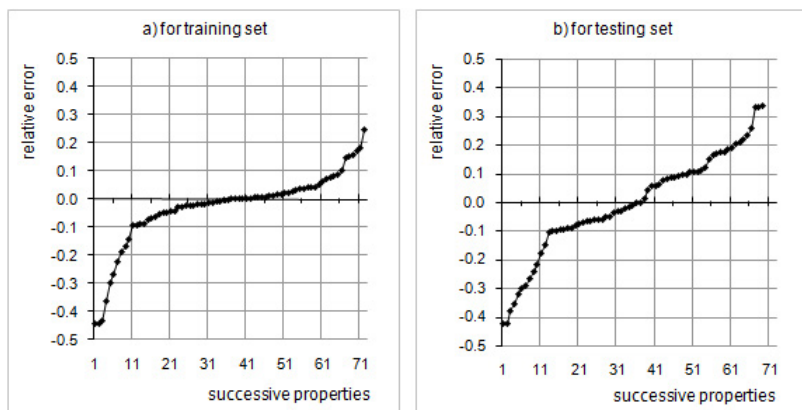 a) for training set
relative error
0.5
0.4
0.3
0.2
0.1
0.0
-0.1
-0.2
-0.3
-0.4
-0.5
1 11 21 31 41 51 61 71
successive properties
b) for testing set
relative error
0.5
0.4
0.3
0.2
0.1
0.0
-0.1
-0.2
-0.3
-0.4
-0.5
1 11 21 31 41 51 61 71
successive properties